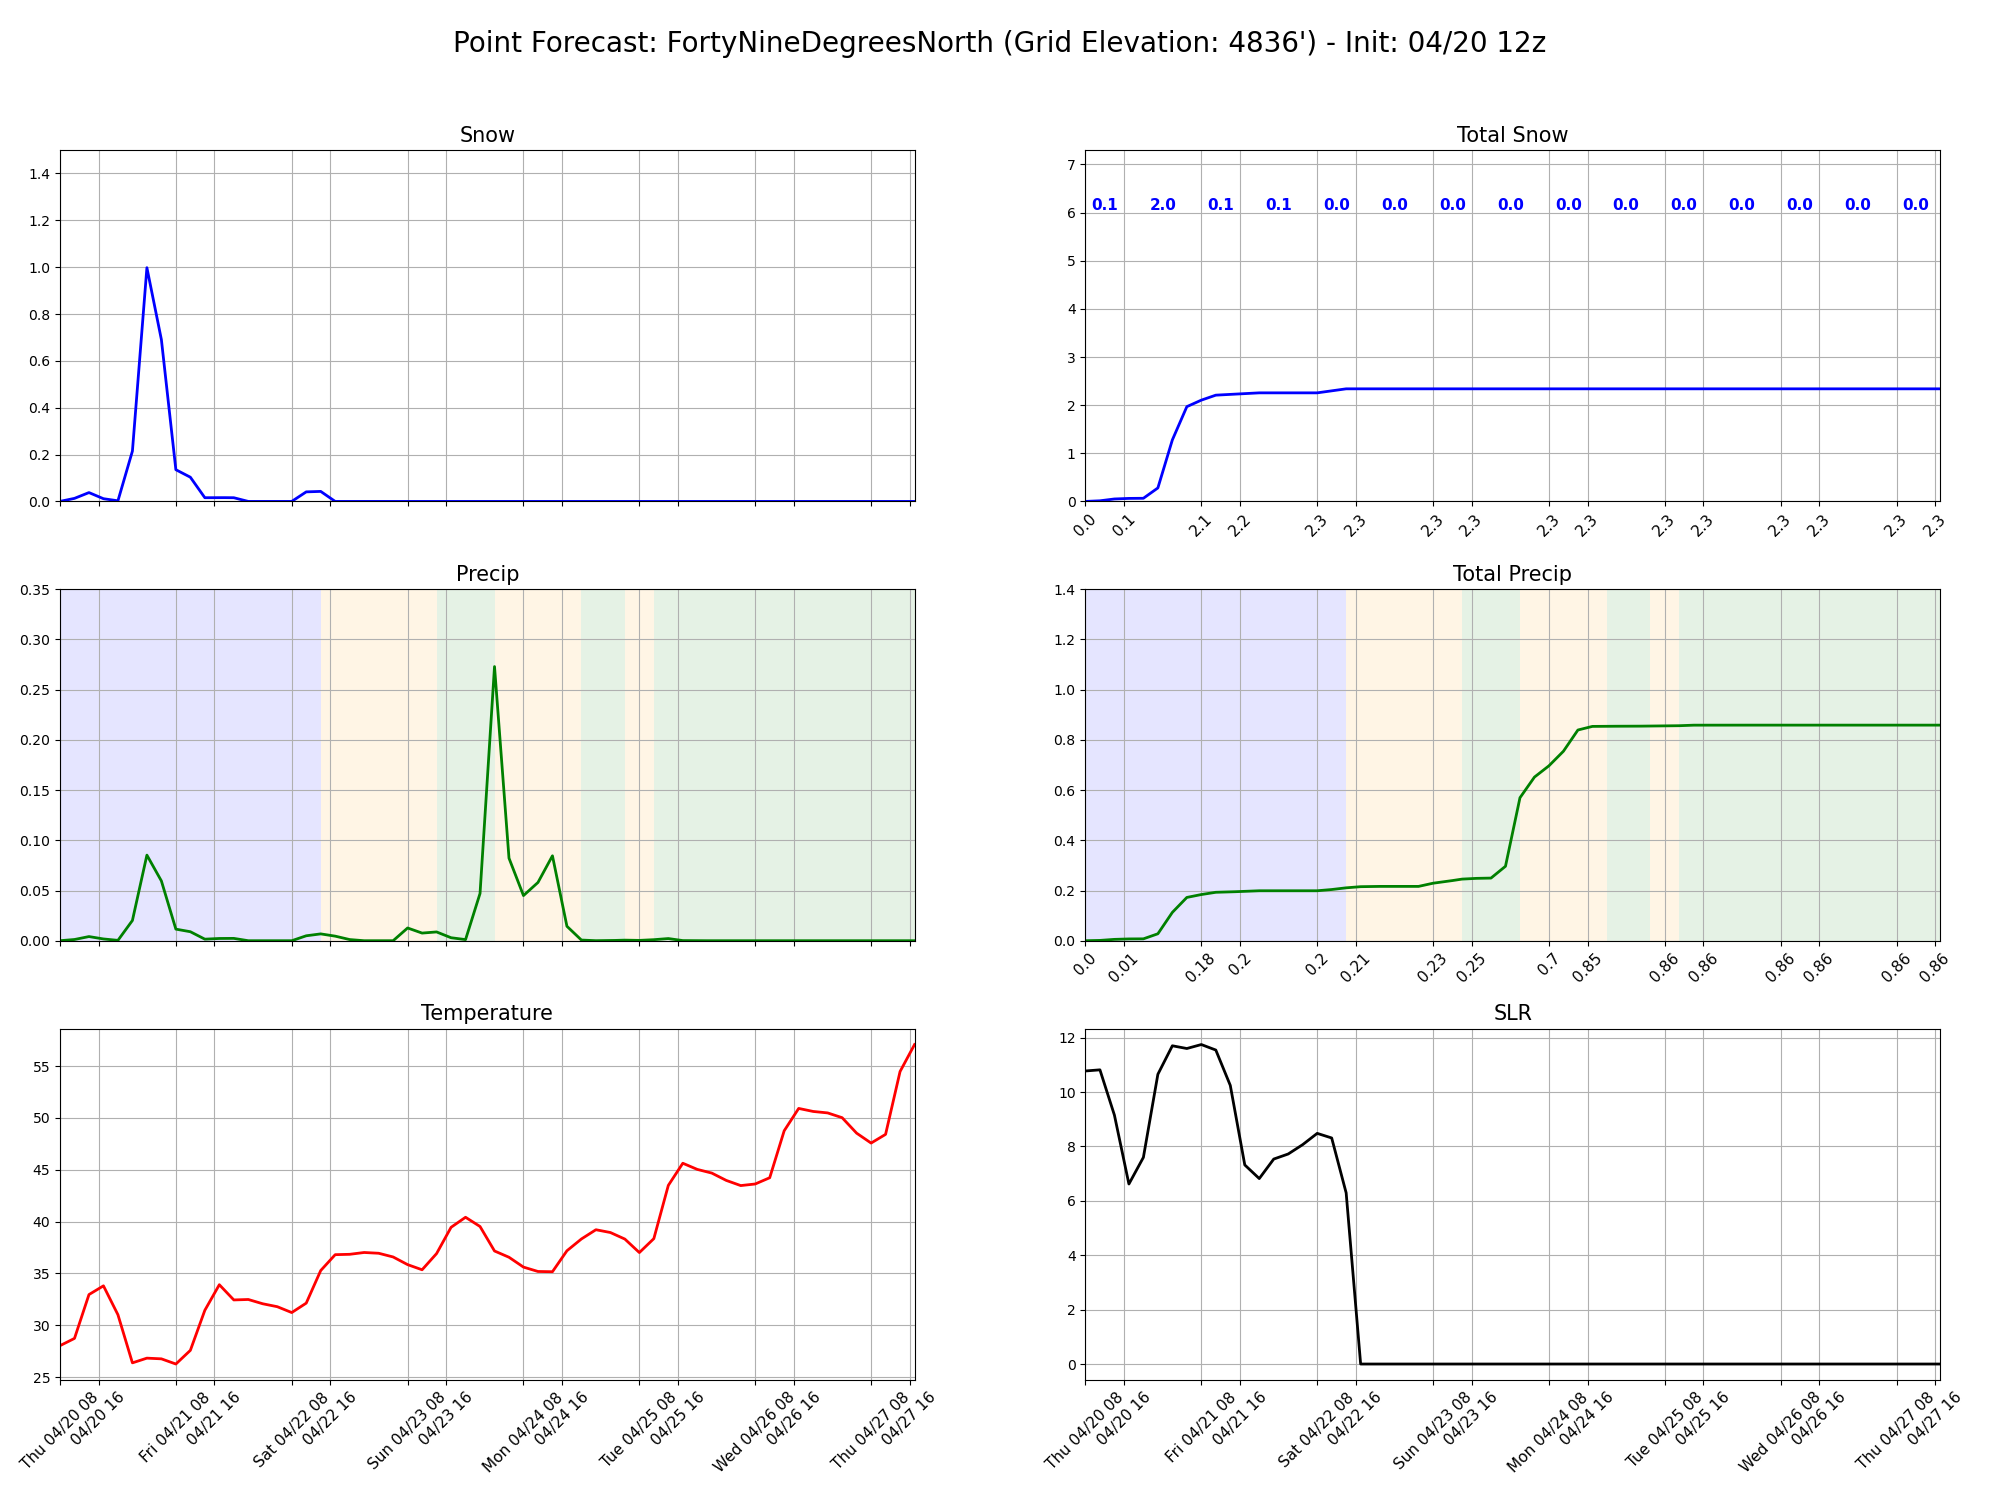 Point Forecast: FortyNineDegreesNorth (Grid Elevation: 4836') - Init: 04/20 12z
Snow
1.4
1.2
1.0
0.8
0.6
0.4
0.2
0.0
Total Snow
7
6
5
4
3
2
1
0
0.1 2.0 0.1 0.1 0.0 0.0 0.0 0.0 0.0 0.0 0.0 0.0 0.0 0.0 0.0
0.0 0.1 2.1 2.2 2.3 2.3 2.3 2.3 2.3 2.3 2.3 2.3 2.3 2.3 2.3 2.3
Precip
0.35
0.30
0.25
0.20
0.15
0.10
0.05
0.00
Total Precip
1.4
1.2
1.0
0.8
0.6
0.4
0.2
0.0
0.0 0.01 0.18 0.2 0.2 0.21 0.23 0.25 0.7 0.85 0.86 0.86 0.86 0.86 0.86 0.86
Temperature
55
50
45
40
35
30
25
Thu 04/20 08
04/20 16
Fri 04/21 08
04/21 16
Sat 04/22 08
04/22 16
Sun 04/23 08
04/23 16
Mon 04/24 08
04/24 16
Tue 04/25 08
04/25 16
Wed 04/26 08
04/26 16
Thu 04/27 08
04/27 16
SLR
12
10
8
6
4
2
0
Thu 04/20 08
04/20 16
Fri 04/21 08
04/21 16
Sat 04/22 08
04/22 16
Sun 04/23 08
04/23 16
Mon 04/24 08
04/24 16
Tue 04/25 08
04/25 16
Wed 04/26 08
04/26 16
Thu 04/27 08
04/27 16